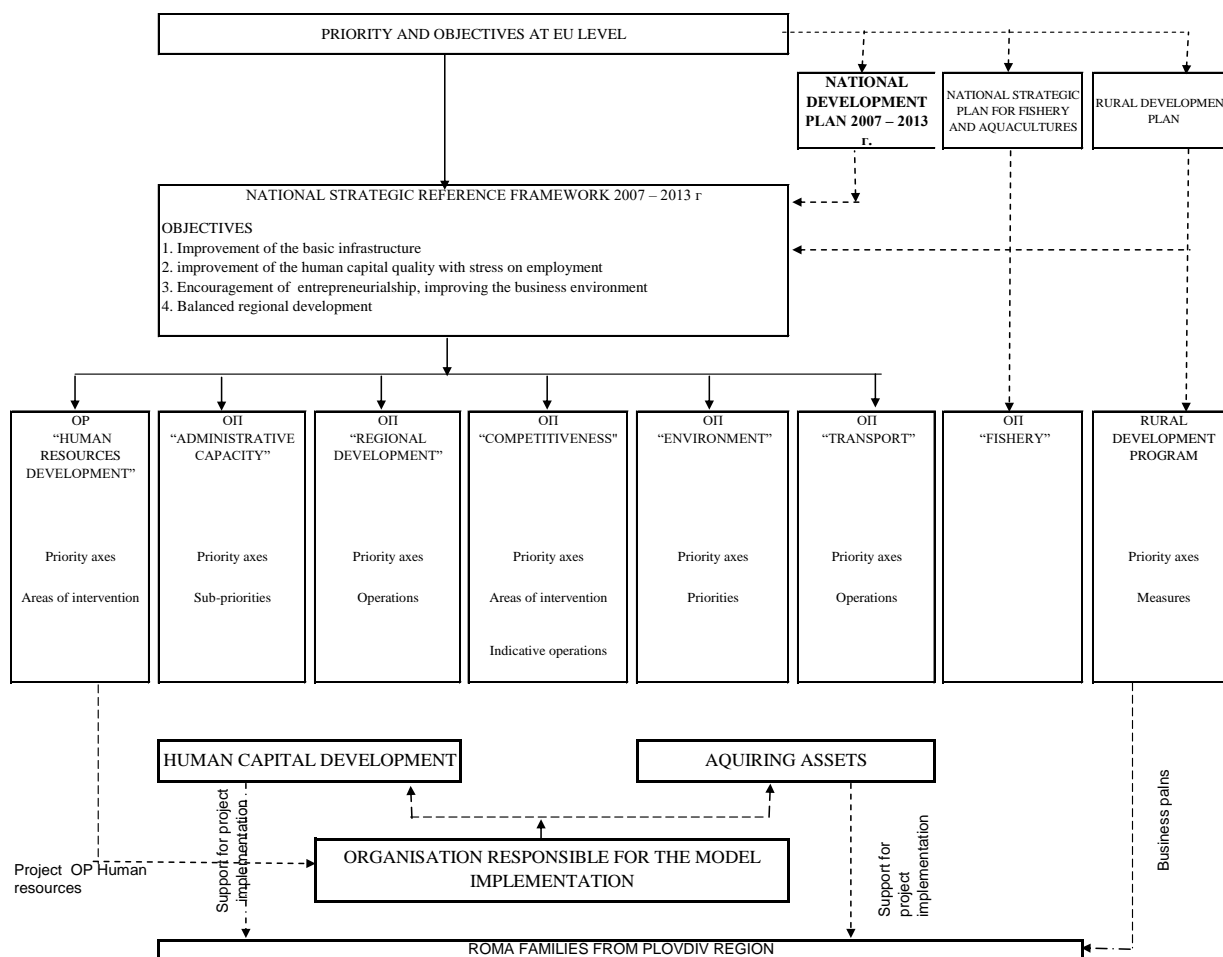 PRIORITY AND OBJECTIVES AT EU LEVEL
NATIONAL
DEVELOPMENT
PLAN 2007 – 2013
г.
NATIONAL STRATEGIC
PLAN FOR FISHERY
AND AQUACULTURES
RURAL DEVELOPMEN
PLAN
NATIONAL STRATEGIC REFERENCE FRAMEWORK 2007 – 2013 г
OBJECTIVES
1. Improvement of the basic infrastructure
2. improvement of the human capital quality with stress on employment
3. Encouragement of entrepreneurialship, improving the business environment
4. Balanced regional development
OP
“HUMAN
RESOURCES
DEVELOPMENT”
Priority axes
Areas of intervention
ОП
“ADMINISTRATIVE
CAPACITY”
Priority axes
Sub-priorities
ОП
“REGIONAL
DEVELOPMENT”
Priority axes
Operations
ОП
“COMPETITIVENESS"
Priority axes
Areas of intervention
Indicative operations
ОП
“ENVIRONMENT”
Priority axes
Priorities
ОП
“TRANSPORT”
Priority axes
Operations
ОП
“FISHERY”
RURAL
DEVELOPMENT
PROGRAM
Priority axes
Measures
HUMAN CAPITAL DEVELOPMENT
AQUIRING ASSETS
Support for project
implementation
ORGANISATION RESPONSIBLE FOR THE MODEL
IMPLEMENTATION
Support for
project
implementation
Business palns
Project OP Human
resources
ROMA FAMILIES FROM PLOVDIV REGION